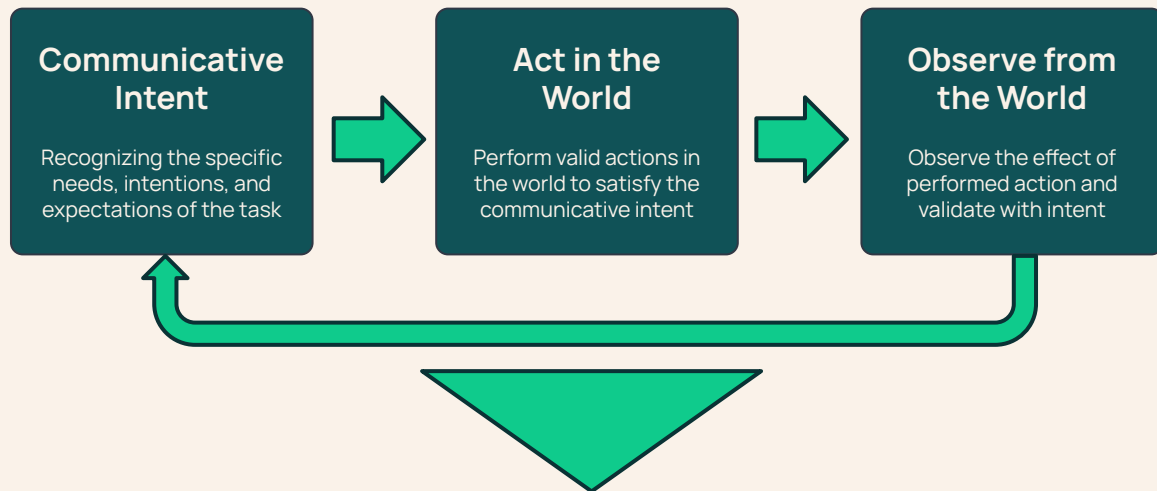 Communicative
Intent
Recognizing the specific
needs, intentions, and
expectations of the task
Act in the
World
Perform valid actions in
the world to satisfy the
communicative intent
Observe from
the World
Observe the effect of
performed action and
validate with intent